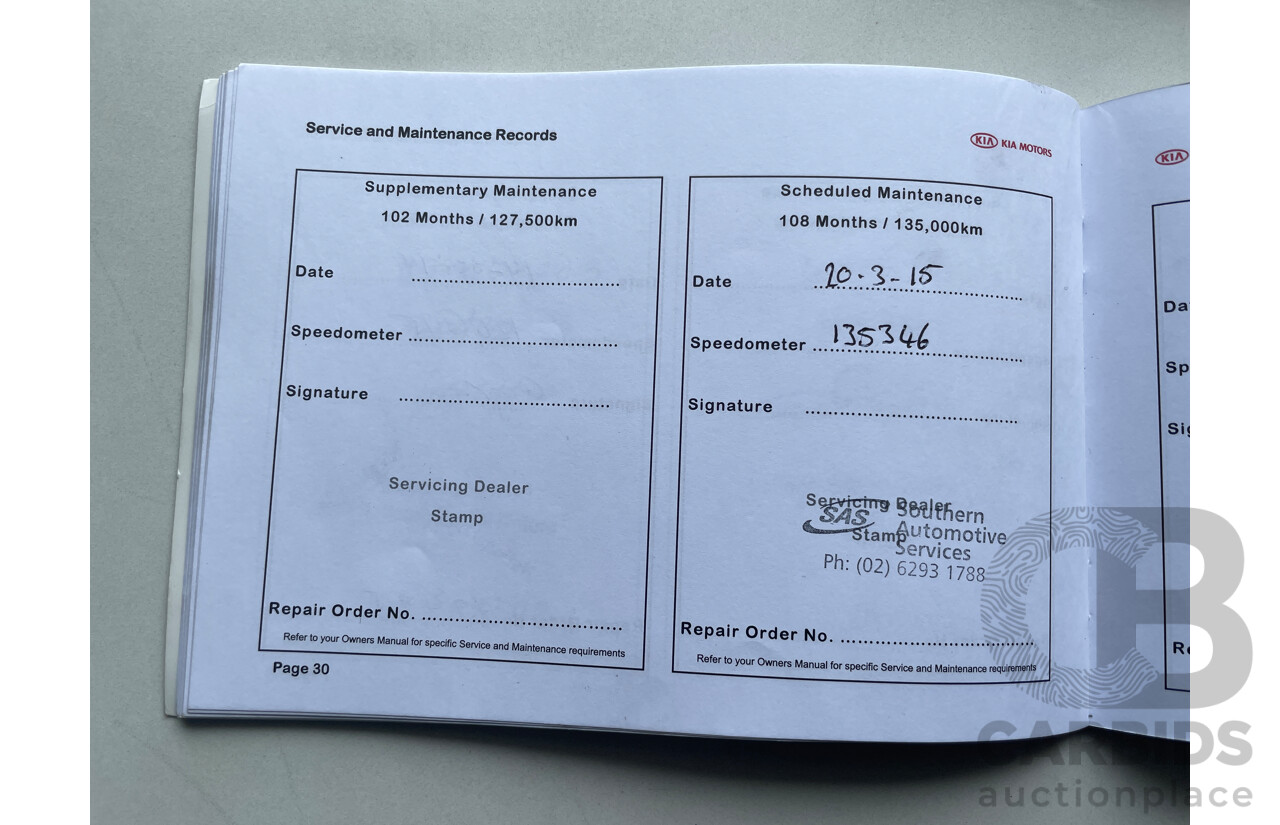 Service and Maintenance Records
KIA KIA MOTORS
KIA
Supplementary Maintenance
102 Months / 127,500km
Date ........................................
Speedometer ........................................
Signature ........................................
Servicing Dealer
Stamp
Repair Order No. ........................................
Refer to your Owners Manual for specific Service and Maintenance requirements
Page 30
Scheduled Maintenance
108 Months / 135,000km
Date 20-3-15
Speedometer 135346
Signature ........................................
Servicing Dealer
Stamp
SAS Southern
Automotive
Services
Ph: (02) 6293 1788
Repair Order No. ........................................
Refer to your Owners Manual for specific Service and Maintenance requirements
CB
CARBIDS
auctionplace